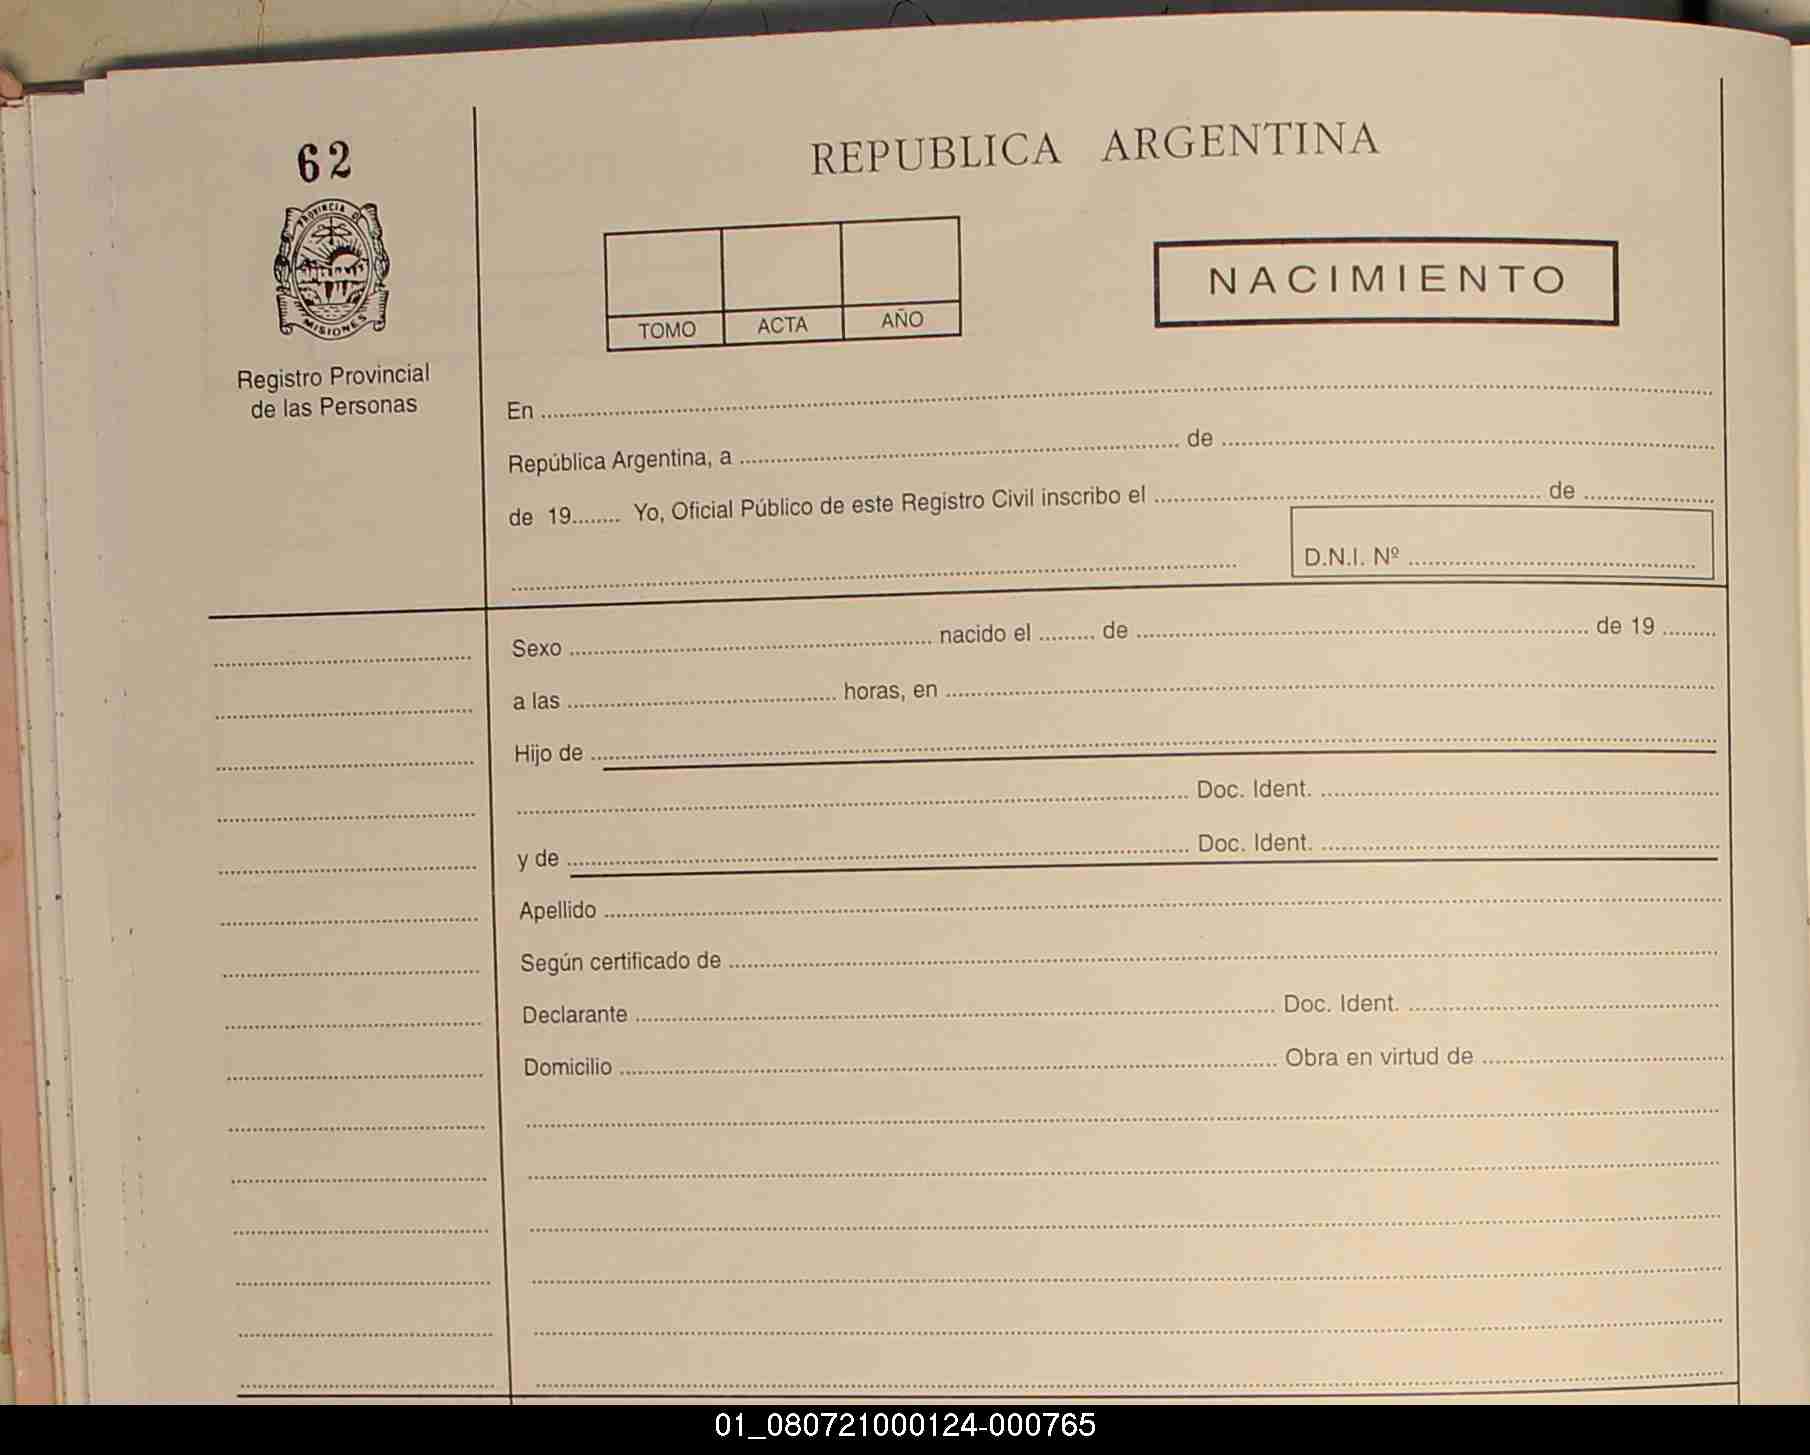 62
PROVINCIA DE
MISIONES
Registro Provincial
de las Personas
REPUBLICA ARGENTINA
TOMO ACTA AÑO
NACIMIENTO
En
República Argentina, a de
de 19 Yo, Oficial Público de este Registro Civil inscribo el de
D.N.I. Nº
Sexo nacido el de de 19
a las horas, en
Hijo de
Doc. Ident.
y de Doc. Ident.
Apellido
Según certificado de
Declarante Doc. Ident.
Domicilio Obra en virtud de
01_080721000124-000765